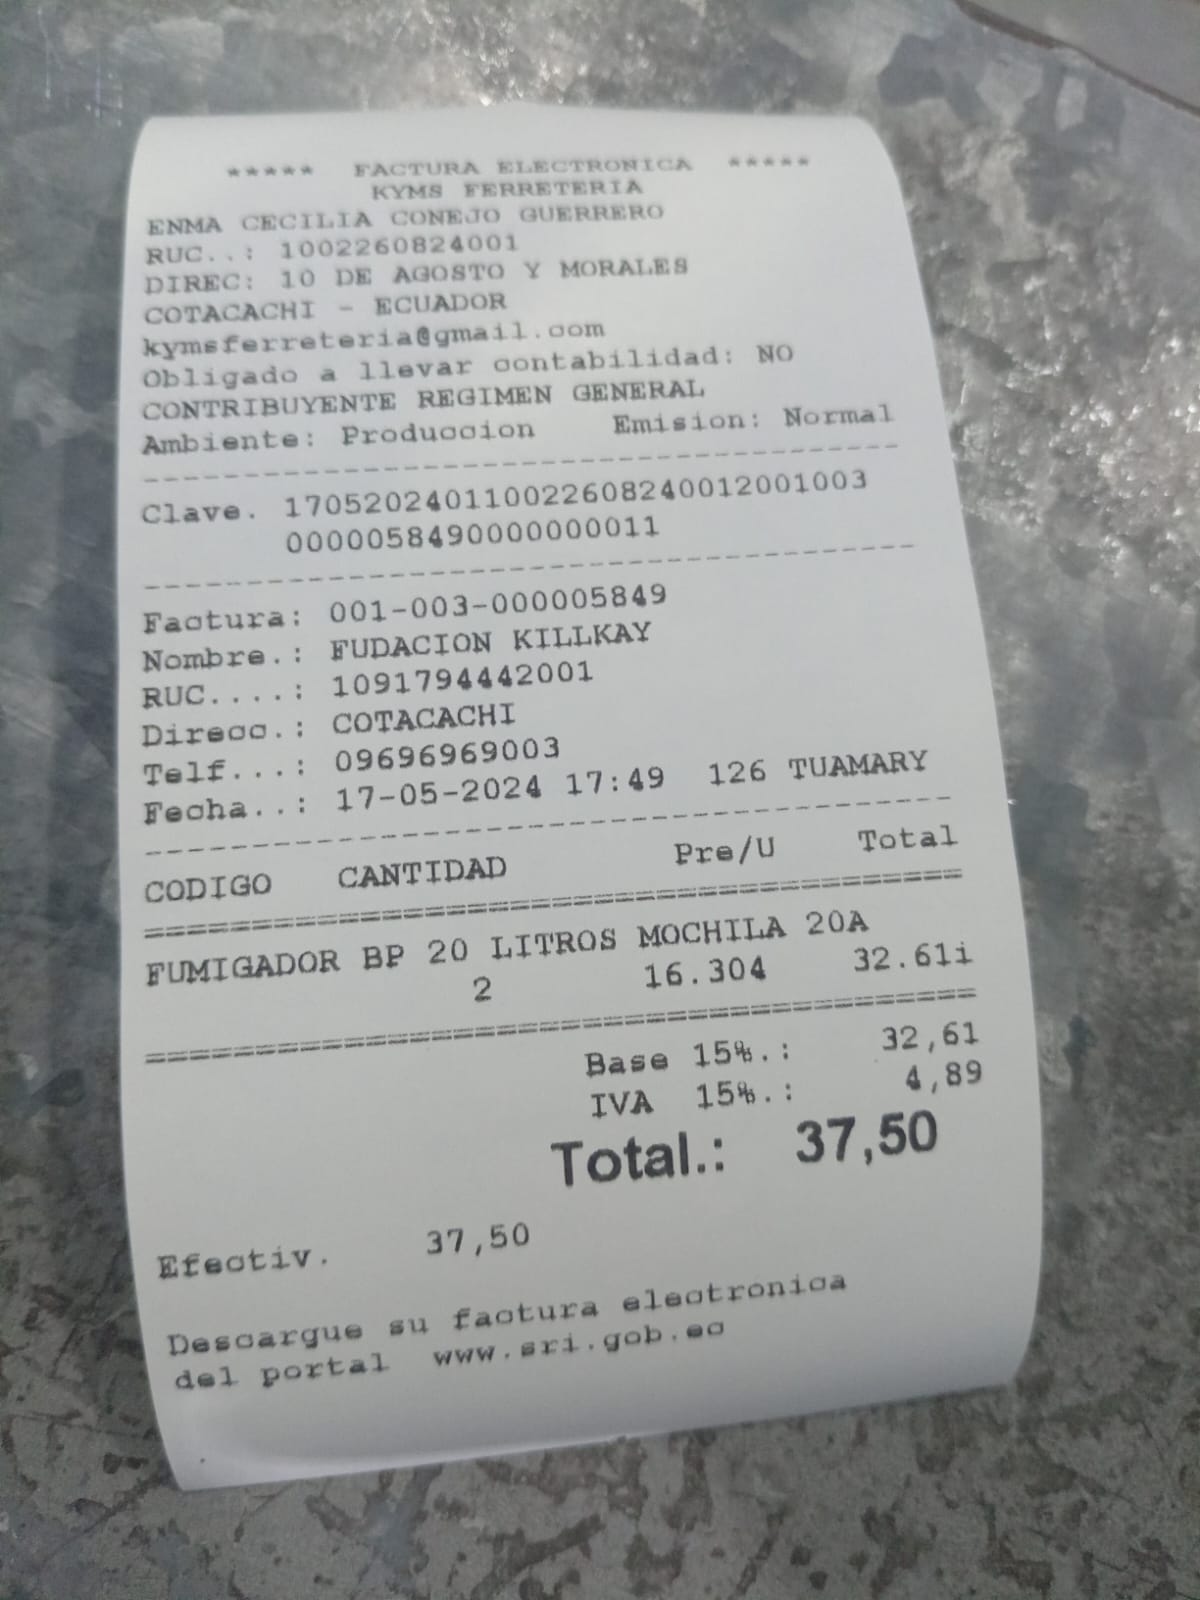 ***** FACTURA ELECTRONICA *****
KYMS FERRETERIA
ENMA CECILIA CONEJO GUERRERO
RUC..: 1002260824001
DIREC: 10 DE AGOSTO Y MORALES
COTACACHI - ECUADOR
kymsferreteria@gmail.com
Obligado a llevar contabilidad: NO
CONTRIBUYENTE REGIMEN GENERAL
Ambiente: Produccion Emision: Normal
Clave. 170520240110022608240012001003
0000058490000000011
Factura: 001-003-000005849
Nombre.: FUDACION KILLKAY
RUC....: 1091794442001
Direcc.: COTACACHI
Telf...: 09696969003
Fecha..: 17-05-2024 17:49 126 TUAMARY
CODIGO CANTIDAD Pre/U Total
FUMIGADOR BP 20 LITROS MOCHILA 20A
2 16.304 32.61i
Base 15%.: 32,61
IVA 15%.: 4,89
Total.: 37,50
Efectiv. 37,50
Descargue su factura electronica
del portal www.sri.gob.ec